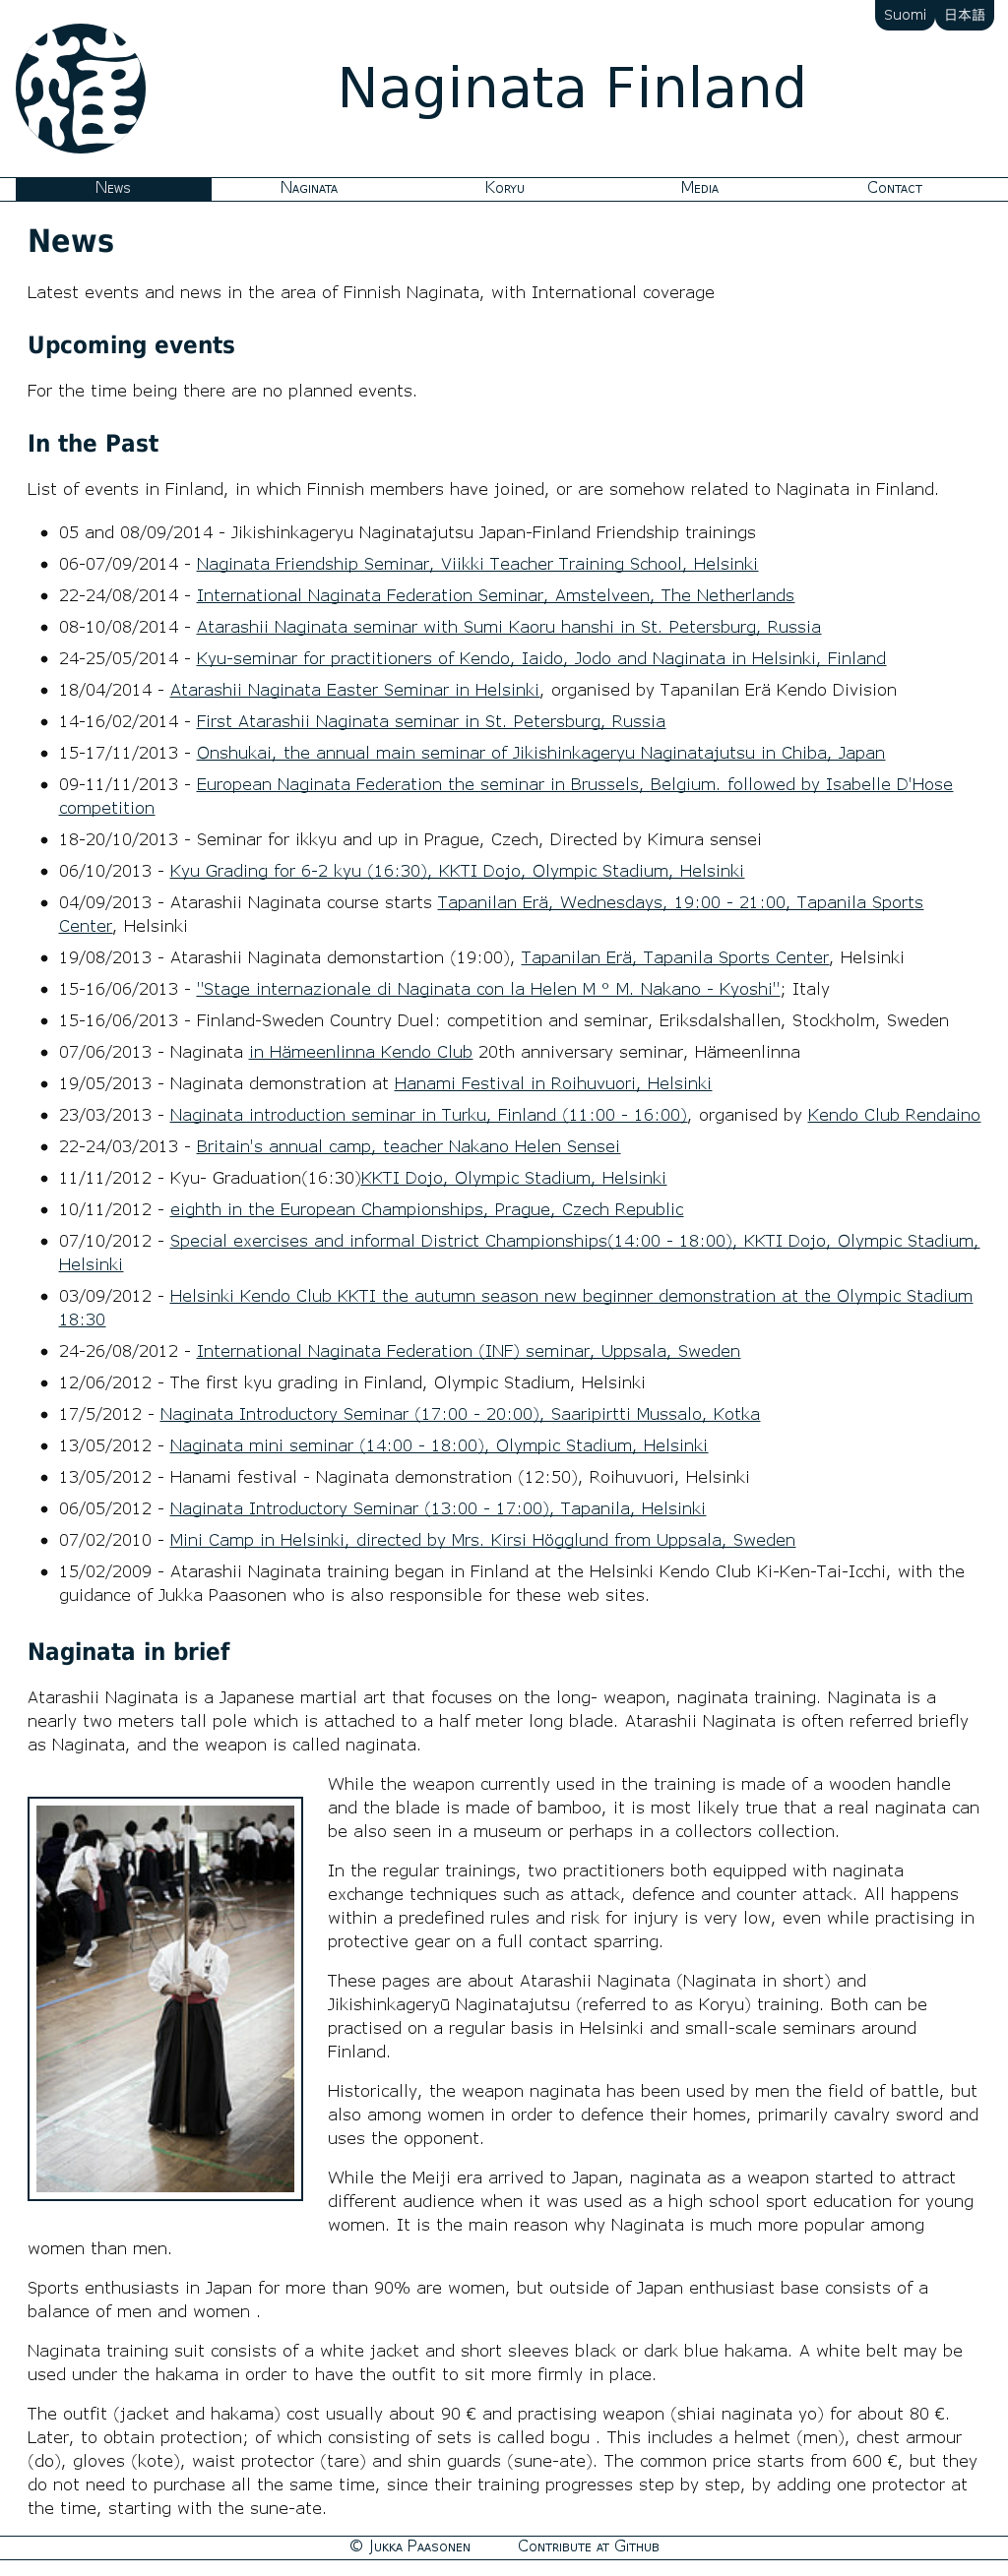 Suomi 日本語
Naginata Finland
News Naginata Koryu Media Contact
News
Latest events and news in the area of Finnish Naginata, with International coverage
Upcoming events
For the time being there are no planned events.
In the Past
List of events in Finland, in which Finnish members have joined, or are somehow related to Naginata in Finland.
• 05 and 08/09/2014 - Jikishinkageryu Naginatajutsu Japan-Finland Friendship trainings
• 06-07/09/2014 - Naginata Friendship Seminar, Viikki Teacher Training School, Helsinki
• 22-24/08/2014 - International Naginata Federation Seminar, Amstelveen, The Netherlands
• 08-10/08/2014 - Atarashii Naginata seminar with Sumi Kaoru hanshi in St. Petersburg, Russia
• 24-25/05/2014 - Kyu-seminar for practitioners of Kendo, Iaido, Jodo and Naginata in Helsinki, Finland
• 18/04/2014 - Atarashii Naginata Easter Seminar in Helsinki, organised by Tapanilan Erä Kendo Division
• 14-16/02/2014 - First Atarashii Naginata seminar in St. Petersburg, Russia
• 15-17/11/2013 - Onshukai, the annual main seminar of Jikishinkageryu Naginatajutsu in Chiba, Japan
• 09-11/11/2013 - European Naginata Federation the seminar in Brussels, Belgium. followed by Isabelle D'Hose
competition
• 18-20/10/2013 - Seminar for ikkyu and up in Prague, Czech, Directed by Kimura sensei
• 06/10/2013 - Kyu Grading for 6-2 kyu (16:30), KKTI Dojo, Olympic Stadium, Helsinki
• 04/09/2013 - Atarashii Naginata course starts Tapanilan Erä, Wednesdays, 19:00 - 21:00, Tapanila Sports
Center, Helsinki
• 19/08/2013 - Atarashii Naginata demonstartion (19:00), Tapanilan Erä, Tapanila Sports Center, Helsinki
• 15-16/06/2013 - "Stage internazionale di Naginata con la Helen M º M. Nakano - Kyoshi"; Italy
• 15-16/06/2013 - Finland-Sweden Country Duel: competition and seminar, Eriksdalshallen, Stockholm, Sweden
• 07/06/2013 - Naginata in Hämeenlinna Kendo Club 20th anniversary seminar, Hämeenlinna
• 19/05/2013 - Naginata demonstration at Hanami Festival in Roihuvuori, Helsinki
• 23/03/2013 - Naginata introduction seminar in Turku, Finland (11:00 - 16:00), organised by Kendo Club Rendaino
• 22-24/03/2013 - Britain's annual camp, teacher Nakano Helen Sensei
• 11/11/2012 - Kyu- Graduation(16:30)KKTI Dojo, Olympic Stadium, Helsinki
• 10/11/2012 - eighth in the European Championships, Prague, Czech Republic
• 07/10/2012 - Special exercises and informal District Championships(14:00 - 18:00), KKTI Dojo, Olympic Stadium,
Helsinki
• 03/09/2012 - Helsinki Kendo Club KKTI the autumn season new beginner demonstration at the Olympic Stadium
18:30
• 24-26/08/2012 - International Naginata Federation (INF) seminar, Uppsala, Sweden
• 12/06/2012 - The first kyu grading in Finland, Olympic Stadium, Helsinki
• 17/5/2012 - Naginata Introductory Seminar (17:00 - 20:00), Saaripirtti Mussalo, Kotka
• 13/05/2012 - Naginata mini seminar (14:00 - 18:00), Olympic Stadium, Helsinki
• 13/05/2012 - Hanami festival - Naginata demonstration (12:50), Roihuvuori, Helsinki
• 06/05/2012 - Naginata Introductory Seminar (13:00 - 17:00), Tapanila, Helsinki
• 07/02/2010 - Mini Camp in Helsinki, directed by Mrs. Kirsi Högglund from Uppsala, Sweden
• 15/02/2009 - Atarashii Naginata training began in Finland at the Helsinki Kendo Club Ki-Ken-Tai-Icchi, with the
guidance of Jukka Paasonen who is also responsible for these web sites.
Naginata in brief
Atarashii Naginata is a Japanese martial art that focuses on the long- weapon, naginata training. Naginata is a
nearly two meters tall pole which is attached to a half meter long blade. Atarashii Naginata is often referred briefly
as Naginata, and the weapon is called naginata.
While the weapon currently used in the training is made of a wooden handle
and the blade is made of bamboo, it is most likely true that a real naginata can
be also seen in a museum or perhaps in a collectors collection.
In the regular trainings, two practitioners both equipped with naginata
exchange techniques such as attack, defence and counter attack. All happens
within a predefined rules and risk for injury is very low, even while practising in
protective gear on a full contact sparring.
These pages are about Atarashii Naginata (Naginata in short) and
Jikishinkageryū Naginatajutsu (referred to as Koryu) training. Both can be
practised on a regular basis in Helsinki and small-scale seminars around
Finland.
Historically, the weapon naginata has been used by men the field of battle, but
also among women in order to defence their homes, primarily cavalry sword and
uses the opponent.
While the Meiji era arrived to Japan, naginata as a weapon started to attract
different audience when it was used as a high school sport education for young
women. It is the main reason why Naginata is much more popular among
women than men.
Sports enthusiasts in Japan for more than 90% are women, but outside of Japan enthusiast base consists of a
balance of men and women .
Naginata training suit consists of a white jacket and short sleeves black or dark blue hakama. A white belt may be
used under the hakama in order to have the outfit to sit more firmly in place.
The outfit (jacket and hakama) cost usually about 90 € and practising weapon (shiai naginata yo) for about 80 €.
Later, to obtain protection; of which consisting of sets is called bogu . This includes a helmet (men), chest armour
(do), gloves (kote), waist protector (tare) and shin guards (sune-ate). The common price starts from 600 €, but they
do not need to purchase all the same time, since their training progresses step by step, by adding one protector at
the time, starting with the sune-ate.
© Jukka Paasonen Contribute at Github